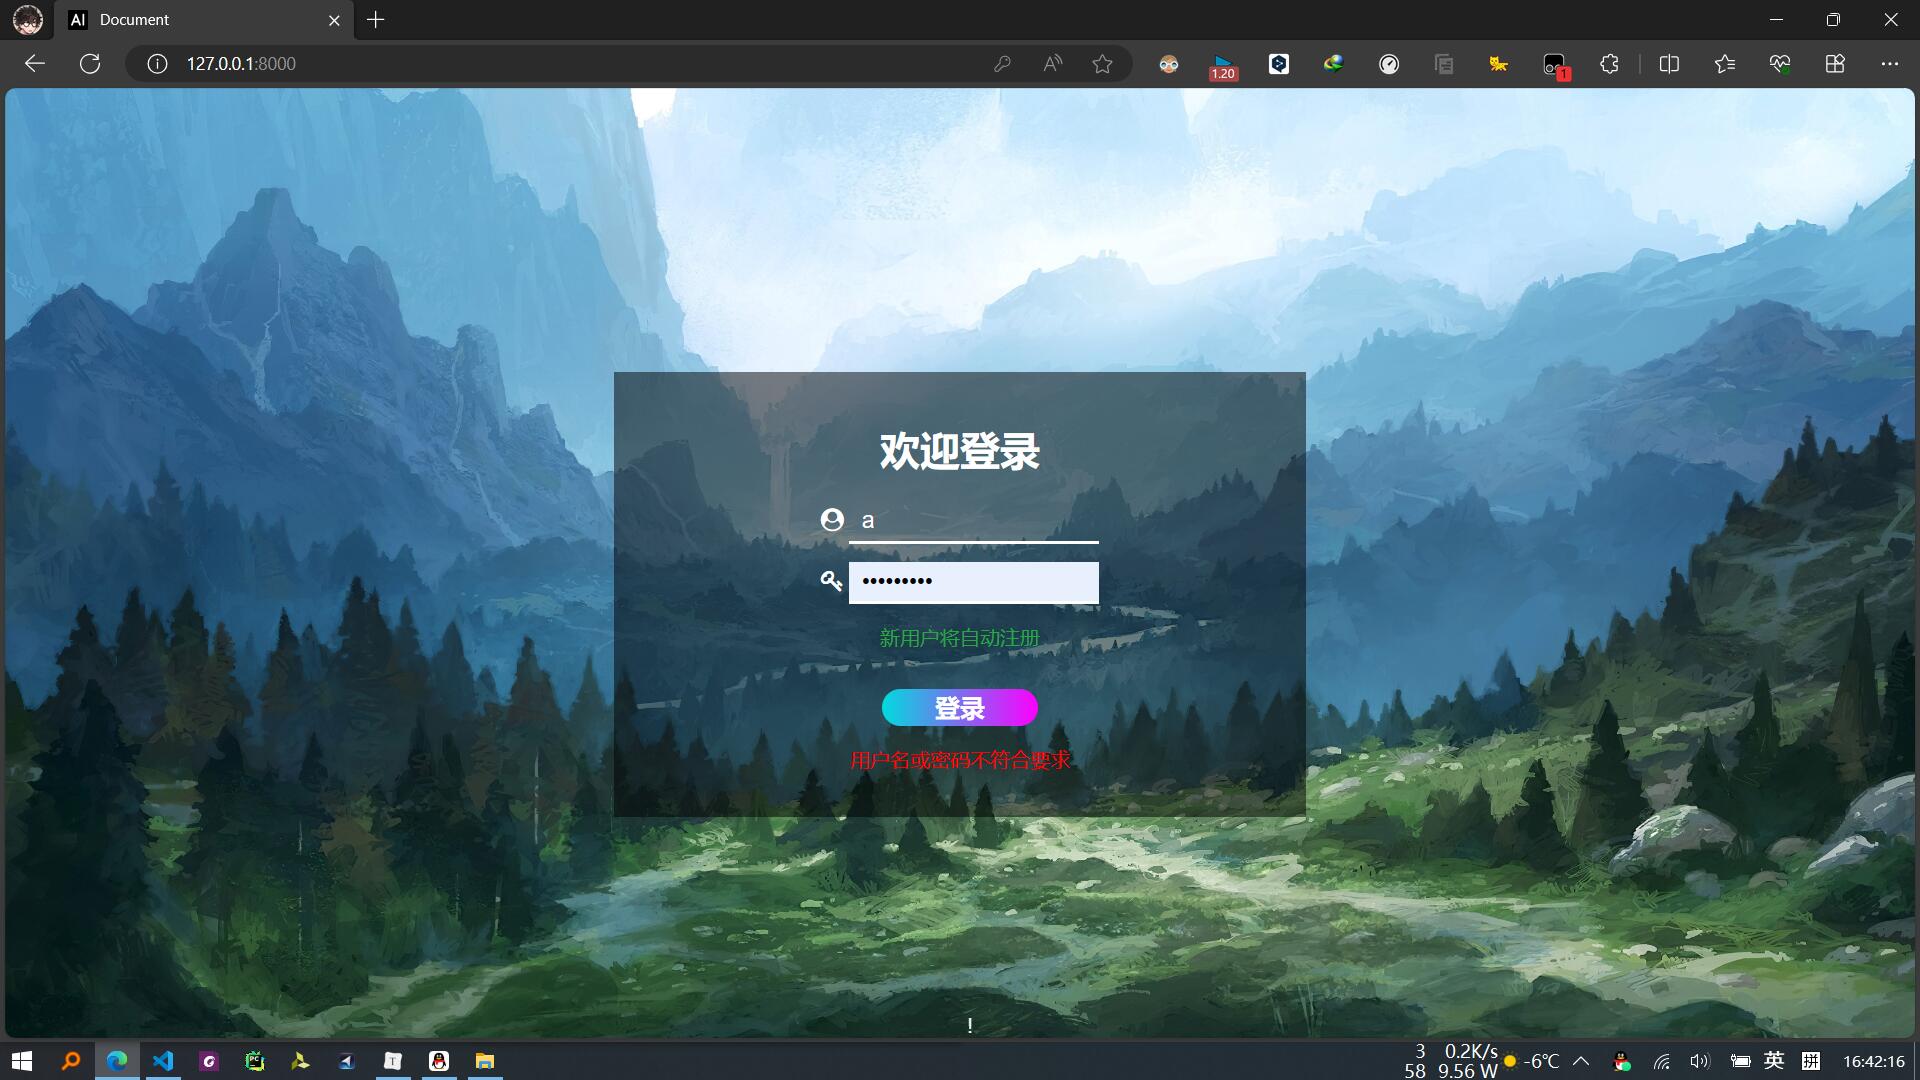 AI Document
127.0.0.1:8000
1.20
1
欢迎登录
a
•••••••••
新用户将自动注册
登录
用户名或密码不符合要求
!
3 0.2K/s
58 9.56 W
-6℃
英
拼
16:42:16